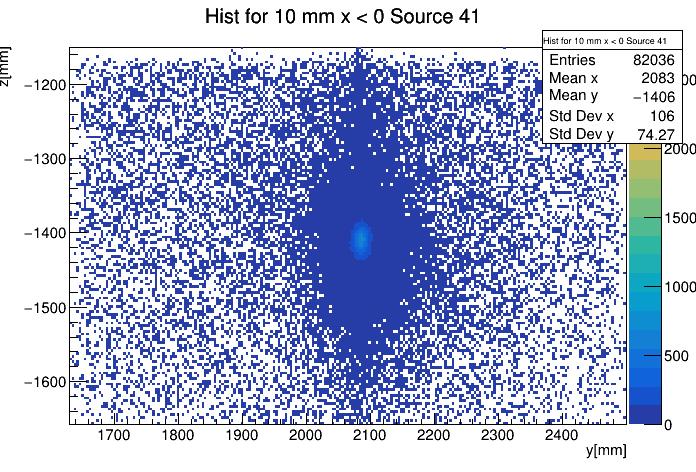 Hist for 10 mm x < 0 Source 41
z[mm]
Hist for 10 mm x < 0 Source 41
Entries 82036
Mean x 2083
Mean y −1406
Std Dev x 106
Std Dev y 74.27
−1200
−1300
−1400
−1500
−1600
2000
1500
1000
500
0
1700 1800 1900 2000 2100 2200 2300 2400
y[mm]